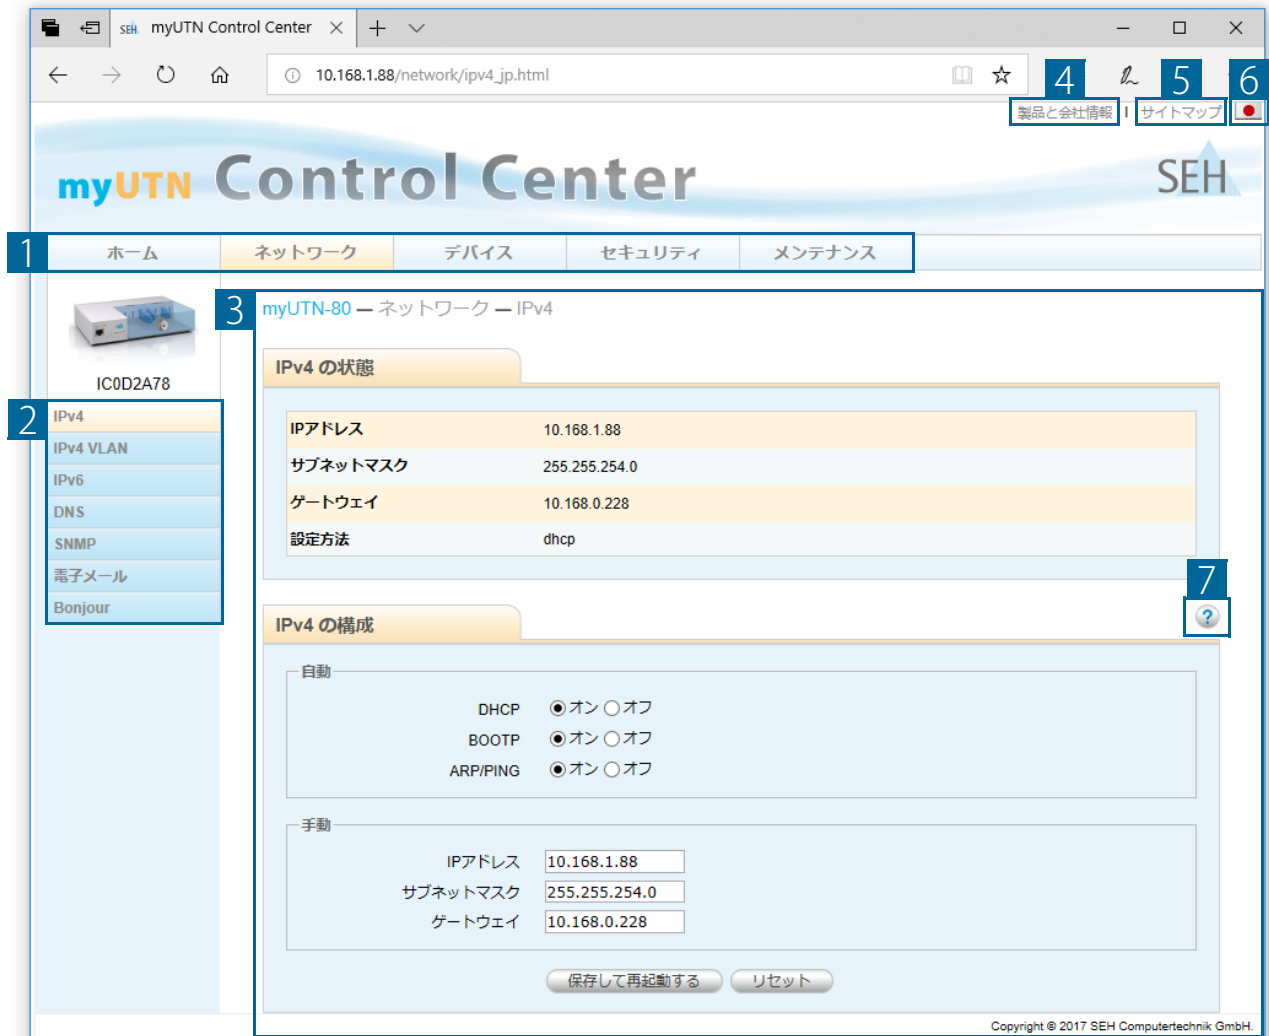 SEH myUTN Control Center
10.168.1.88/network/ipv4_jp.html
4 5 6
製品と会社情報 | サイトマップ
myUTN Control Center SEH
1 ホーム ネットワーク デバイス セキュリティ メンテナンス
3 myUTN-80 — ネットワーク — IPv4
IC0D2A78
2 IPv4
IPv4 VLAN
IPv6
DNS
SNMP
電子メール
Bonjour
IPv4 の状態
IPアドレス 10.168.1.88
サブネットマスク 255.255.254.0
ゲートウェイ 10.168.0.228
設定方法 dhcp
7
IPv4 の構成 ?
自動
DHCP オン オフ
BOOTP オン オフ
ARP/PING オン オフ
手動
IPアドレス 10.168.1.88
サブネットマスク 255.255.254.0
ゲートウェイ 10.168.0.228
保存して再起動する リセット
Copyright © 2017 SEH Computertechnik GmbH.